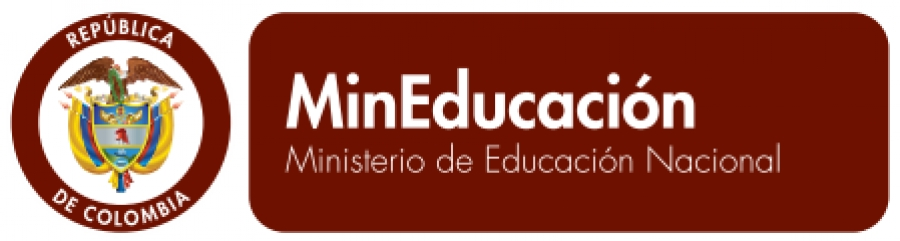 REPÚBLICA
DE COLOMBIA
MinEducación
Ministerio de Educación Nacional